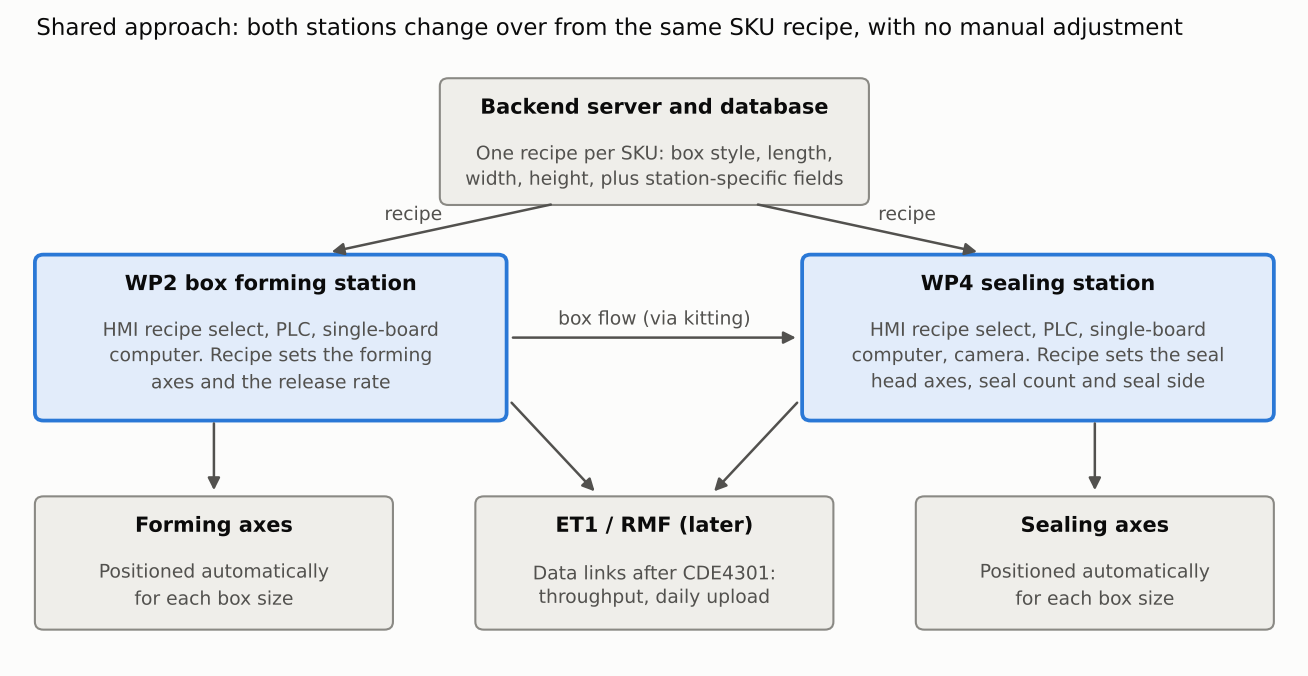 Shared approach: both stations change over from the same SKU recipe, with no manual adjustment
Backend server and database
One recipe per SKU: box style, length,
width, height, plus station-specific fields
recipe
recipe
WP2 box forming station
HMI recipe select, PLC, single-board
computer. Recipe sets the forming
axes and the release rate
box flow (via kitting)
WP4 sealing station
HMI recipe select, PLC, single-board
computer, camera. Recipe sets the seal
head axes, seal count and seal side
Forming axes
Positioned automatically
for each box size
ET1 / RMF (later)
Data links after CDE4301:
throughput, daily upload
Sealing axes
Positioned automatically
for each box size